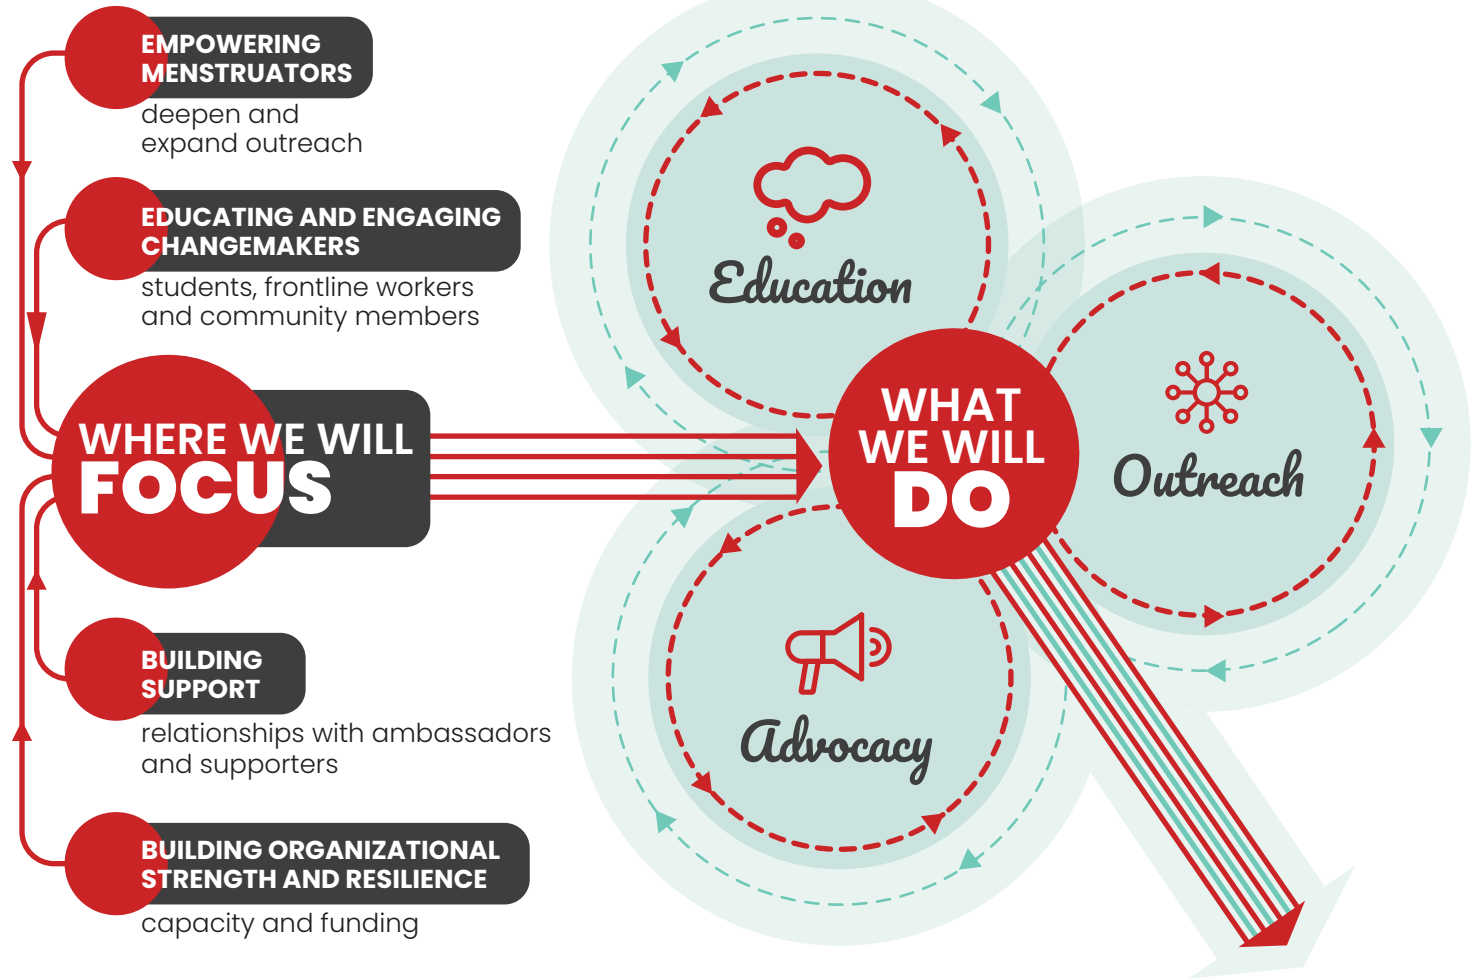 EMPOWERING
MENSTRUATORS
deepen and
expand outreach
EDUCATING AND ENGAGING
CHANGEMAKERS
students, frontline workers
and community members
WHERE WE WILL
FOCUS
BUILDING
SUPPORT
relationships with ambassadors
and supporters
BUILDING ORGANIZATIONAL
STRENGTH AND RESILIENCE
capacity and funding
Education
WHAT
WE WILL
DO
Outreach
Advocacy